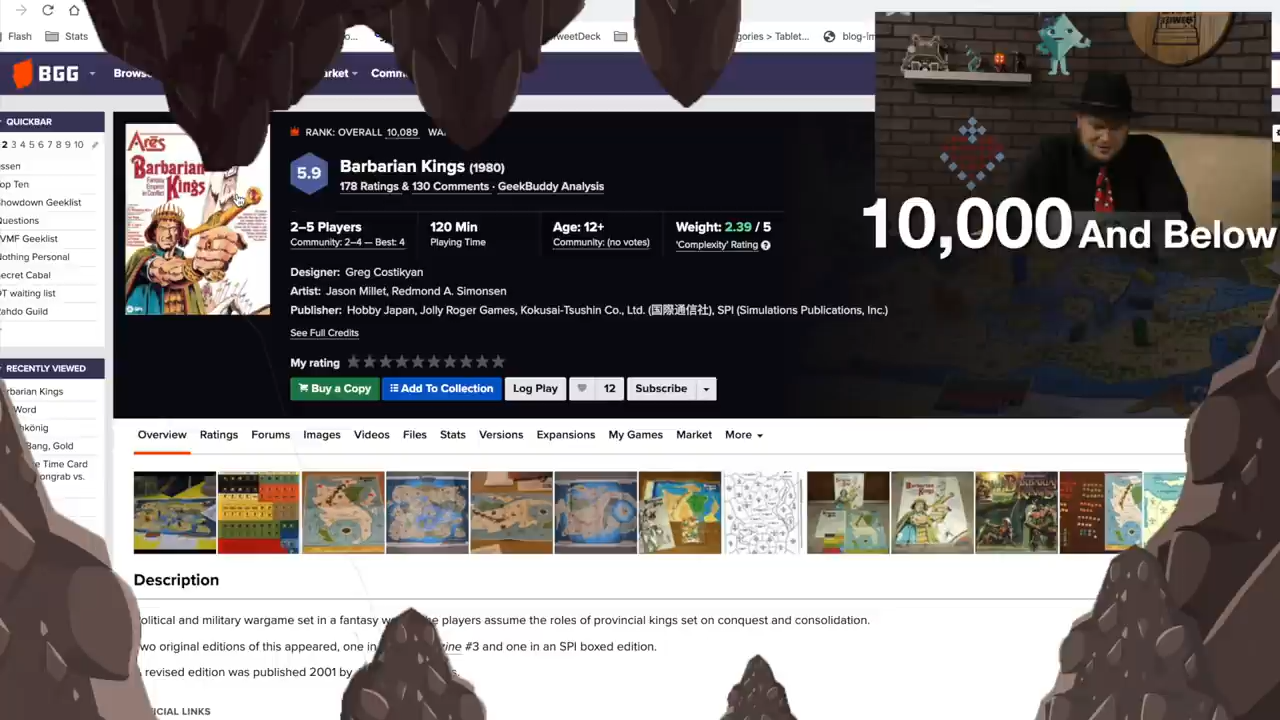 Flash
Stats
TweetDeck
gories > Tablet...
blog-im
BGG
Brows
arket
Comm
QUICKBAR
2 3 4 5 6 7 8 9 10
ssen
op Ten
howdown Geeklist
Questions
VMF Geeklist
Nothing Personal
ecret Cabal
DT waiting list
Rahdo Guild
RECENTLY VIEWED
rbarian Kings
Word
hkönig
Bang, Gold
e Time Card
ongrab vs.
Arēs
Barbarian
Kings
RANK: OVERALL 10,089 WA
5.9
Barbarian Kings (1980)
178 Ratings & 130 Comments · GeekBuddy Analysis
2–5 Players
Community: 2–4 — Best: 4
120 Min
Playing Time
Age: 12+
Community: (no votes)
Weight: 2.39 / 5
'Complexity' Rating
Designer: Greg Costikyan
Artist: Jason Millet, Redmond A. Simonsen
Publisher: Hobby Japan, Jolly Roger Games, Kokusai-Tsushin Co., Ltd. (国際通信社), SPI (Simulations Publications, Inc.)
See Full Credits
My rating
Buy a Copy
Add To Collection
Log Play
12
Subscribe
10,000 And Below
Overview
Ratings
Forums
Images
Videos
Files
Stats
Versions
Expansions
My Games
Market
More
Description
olitical and military wargame set in a fantasy w e players assume the roles of provincial kings set on conquest and consolidation.
wo original editions of this appeared, one in ine #3 and one in an SPI boxed edition.
revised edition was published 2001 by s.
ICIAL LINKS